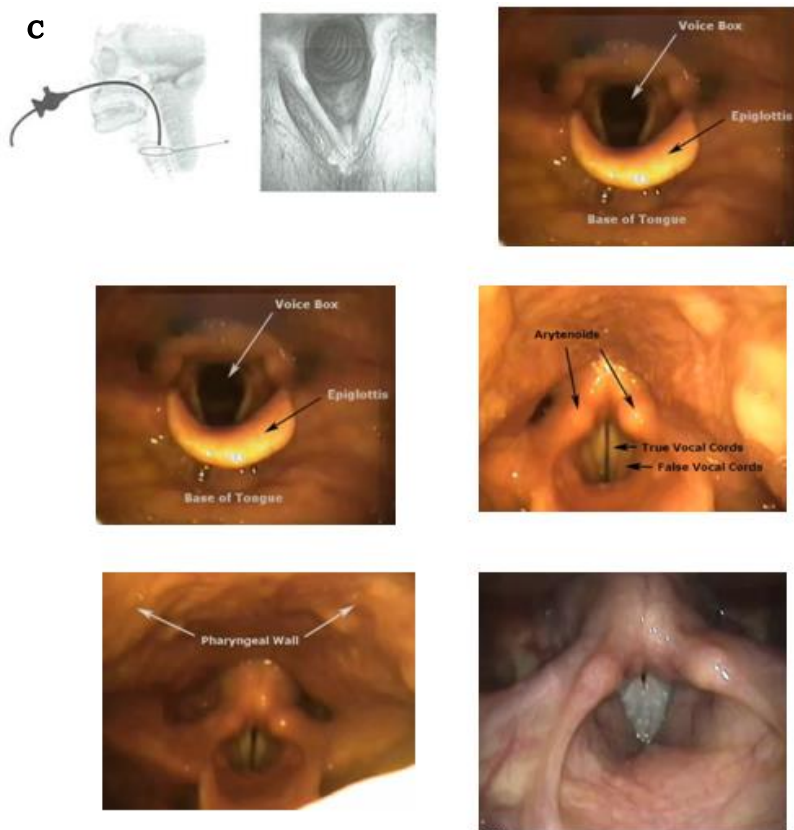 C
Voice Box
Epiglottis
Base of Tongue
Voice Box
Epiglottis
Base of Tongue
Arytenoids
True Vocal Cords
False Vocal Cords
Pharyngeal Wall